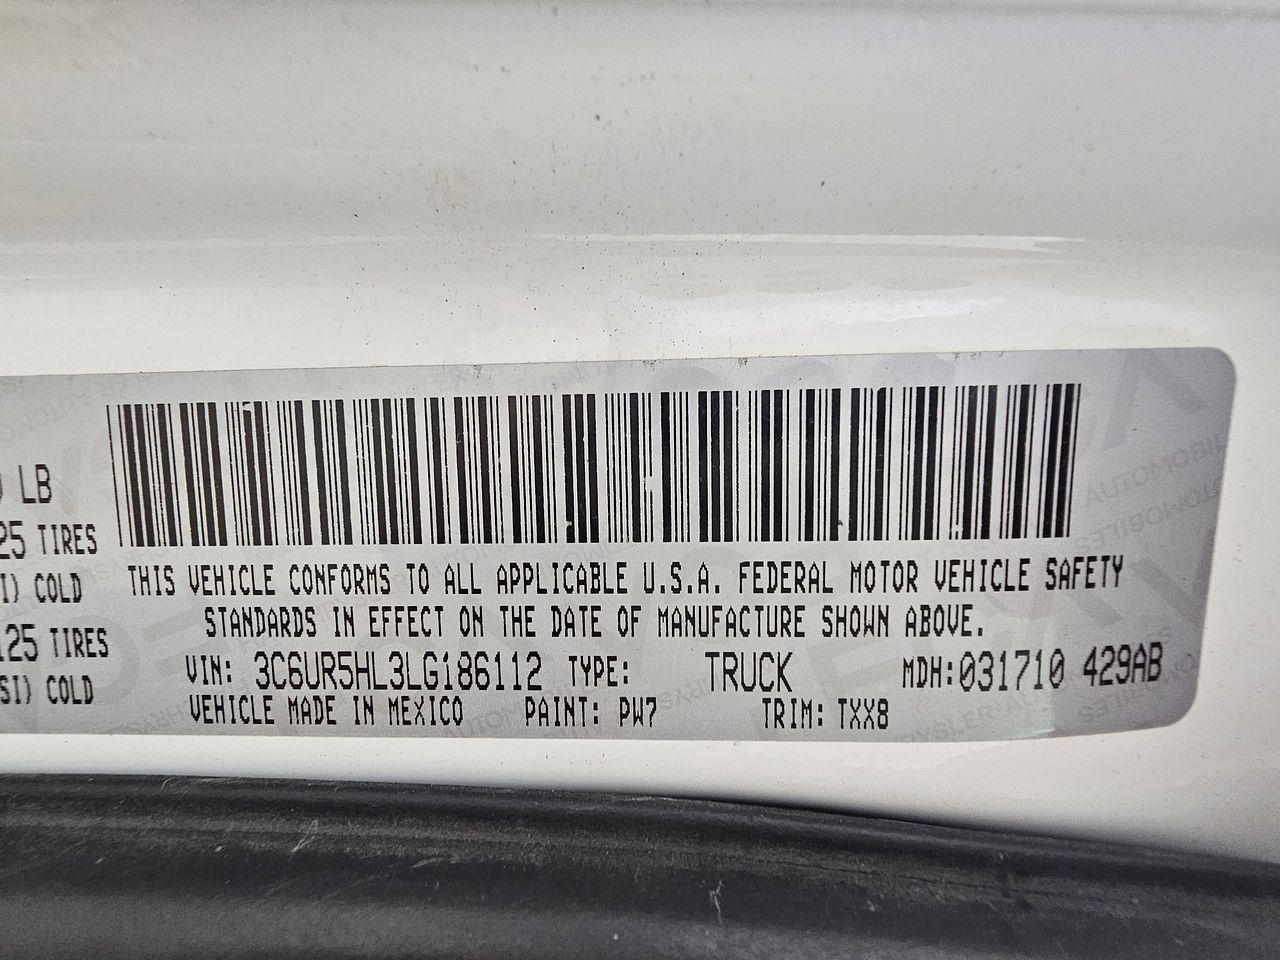 LB
25 TIRES
COLD
125 TIRES
COLD
THIS VEHICLE CONFORMS TO ALL APPLICABLE U.S.A. FEDERAL MOTOR VEHICLE SAFETY
STANDARDS IN EFFECT ON THE DATE OF MANUFACTURE SHOWN ABOVE.
VIN: 3C6UR5HL3LG186112 TYPE: TRUCK MDH:031710 429AB
VEHICLE MADE IN MEXICO PAINT: PW7 TRIM: TXX8